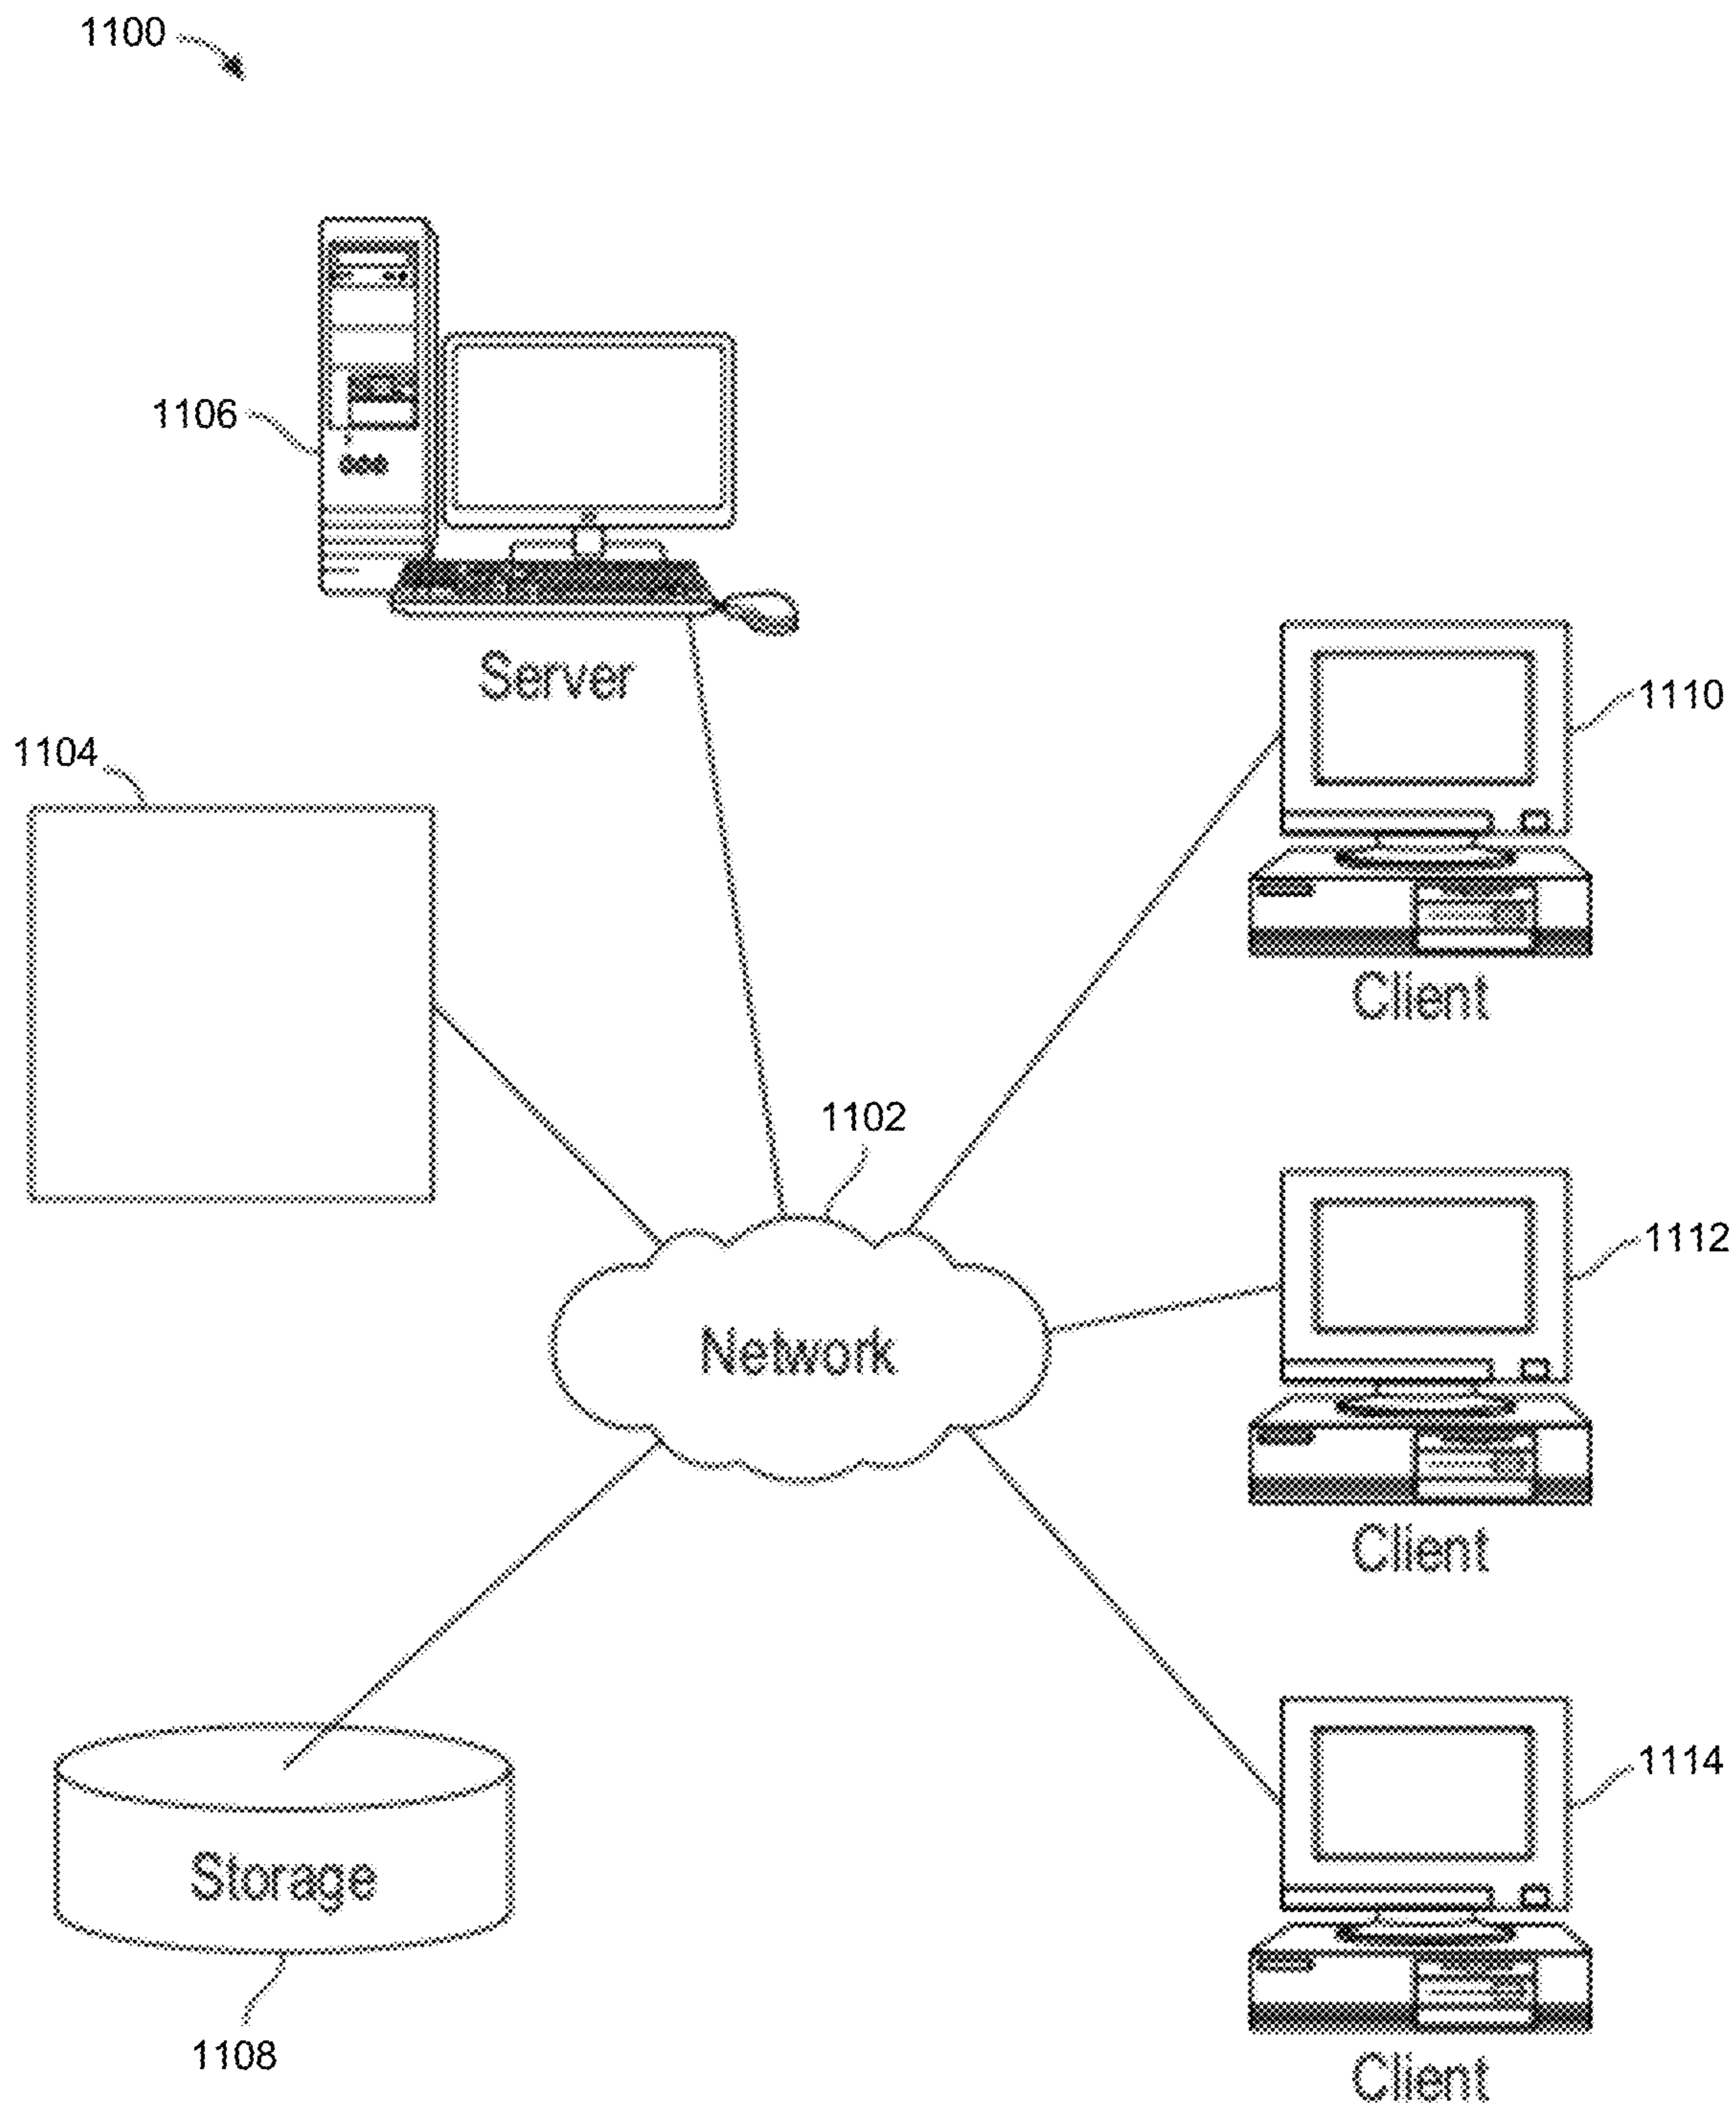 1100
1106
Server
1104
1110
Client
1102
1112
Network
Client
1114
Storage
1108
Client